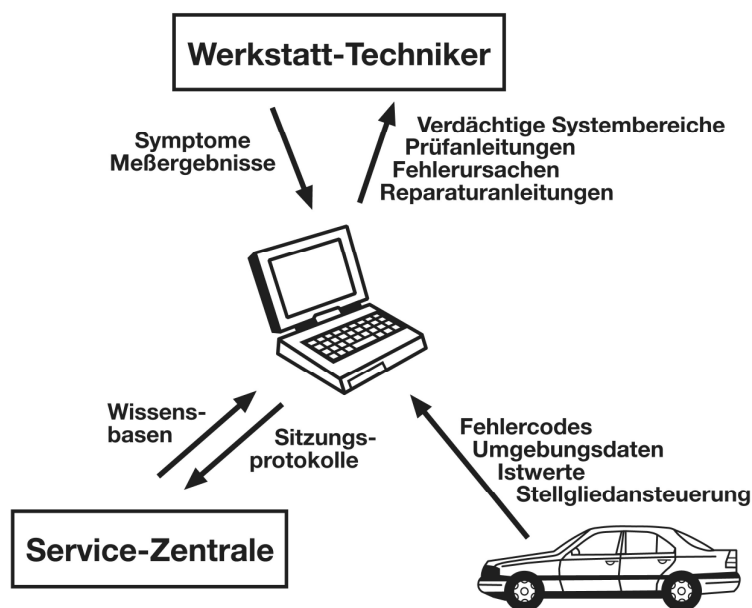 Werkstatt-Techniker
Symptome
Meßergebnisse
Verdächtige Systembereiche
Prüfanleitungen
Fehlerursachen
Reparaturanleitungen
Wissens-
basen
Sitzungs-
protokolle
Fehlercodes
Umgebungsdaten
Istwerte
Stellgliedansteuerung
Service-Zentrale